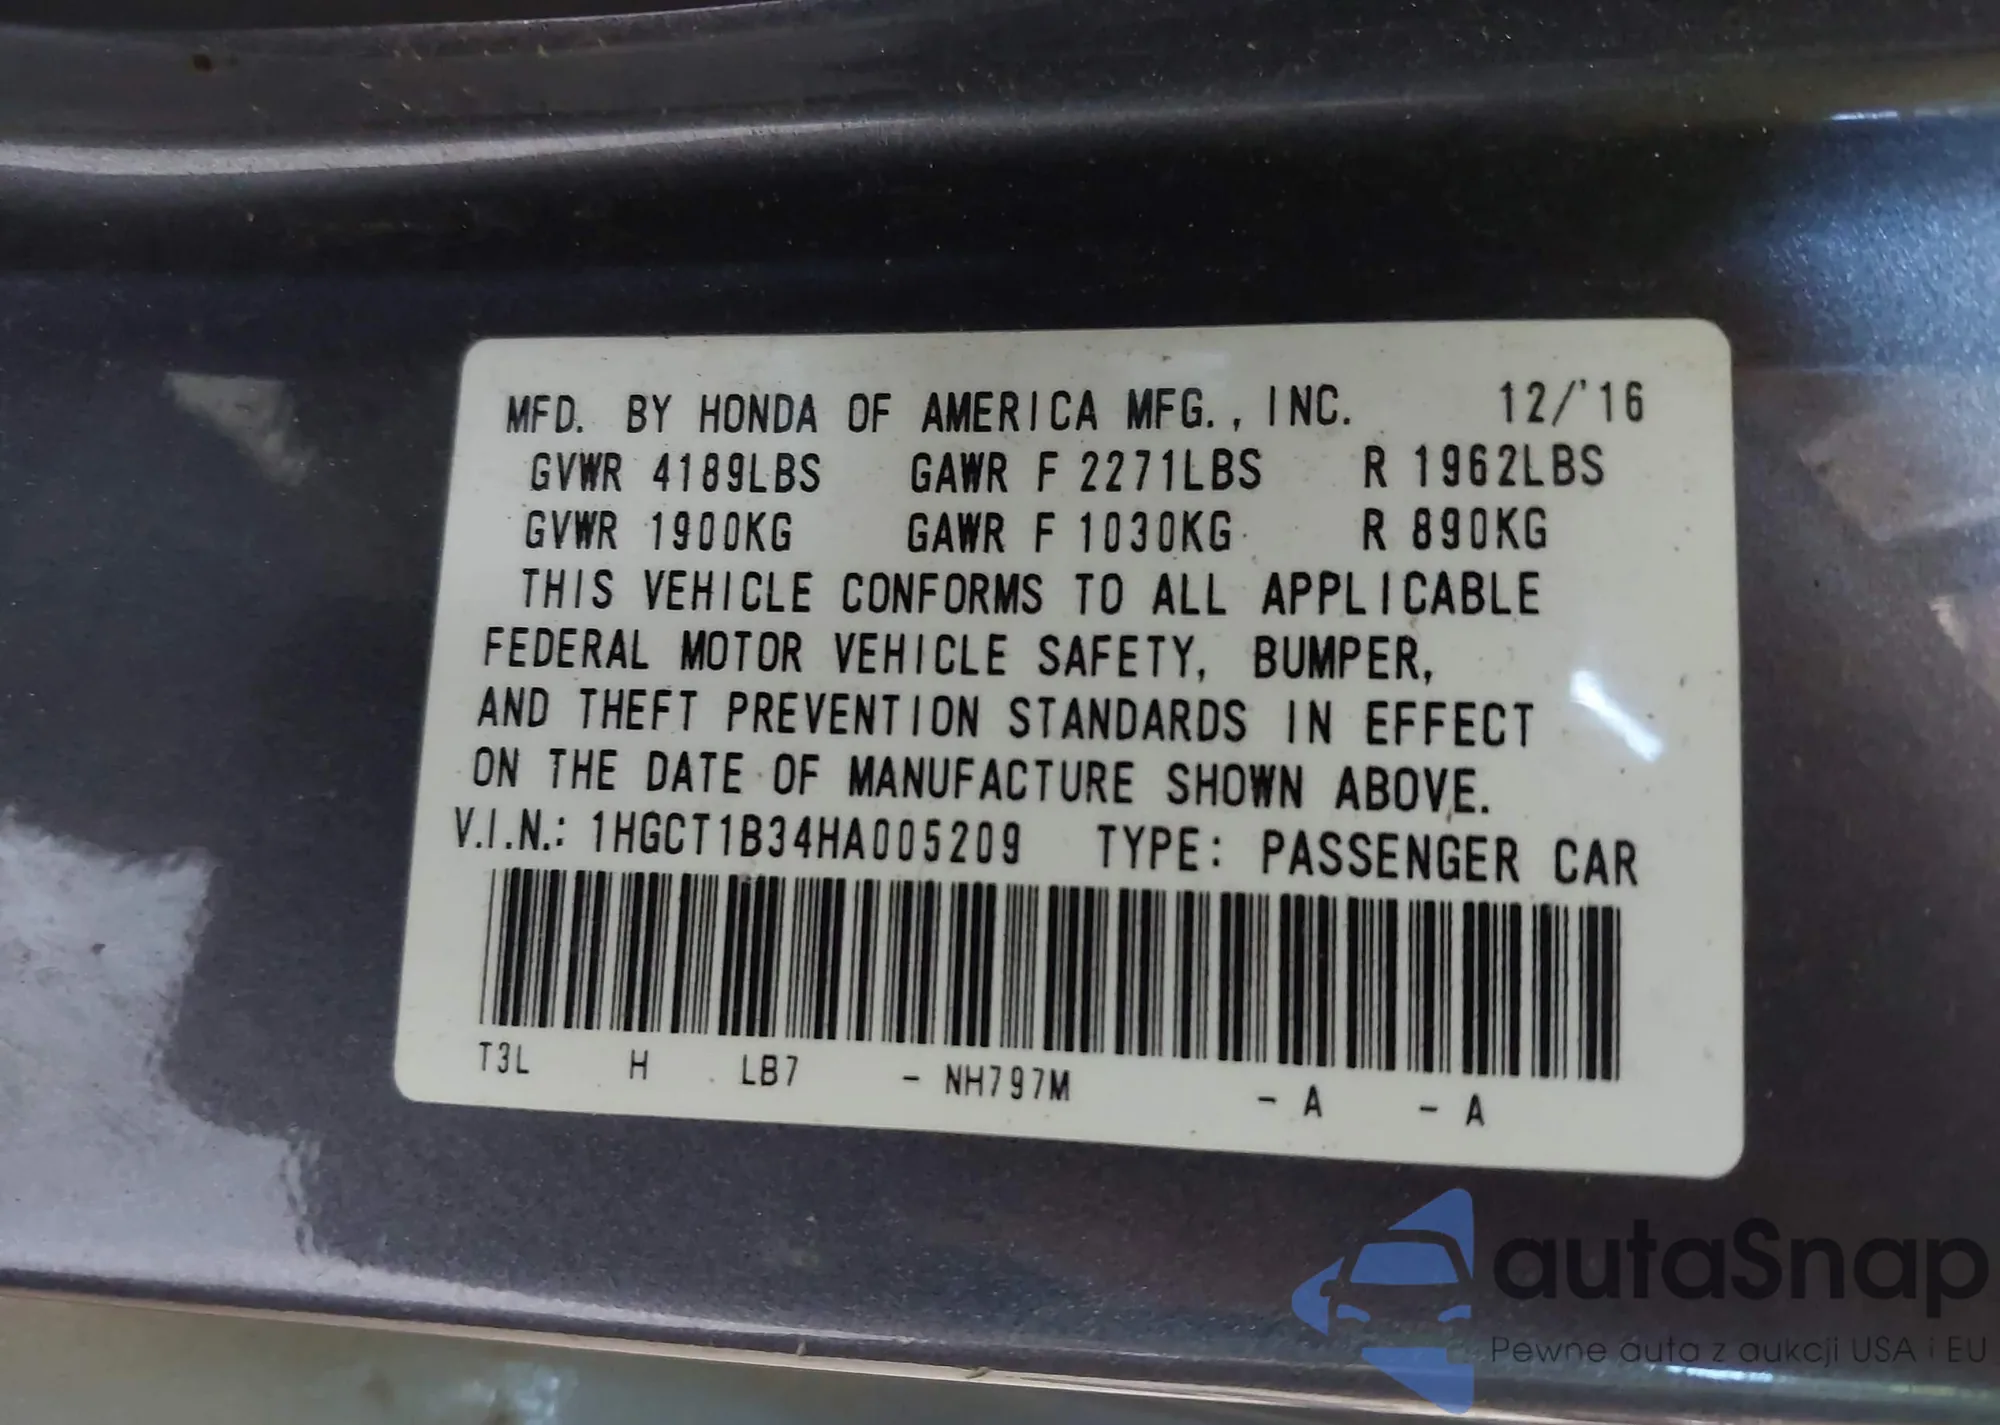 MFD. BY HONDA OF AMERICA MFG., INC. 12/'16
GVWR 4189LBS GAWR F 2271LBS R 1962LBS
GVWR 1900KG GAWR F 1030KG R 890KG
THIS VEHICLE CONFORMS TO ALL APPLICABLE
FEDERAL MOTOR VEHICLE SAFETY, BUMPER,
AND THEFT PREVENTION STANDARDS IN EFFECT
ON THE DATE OF MANUFACTURE SHOWN ABOVE.
V.I.N.: 1HGCT1B34HA005209 TYPE: PASSENGER CAR
T3L H LB7 - NH797M - A - A
autaSnap
Pewne auta z aukcji USA i EU